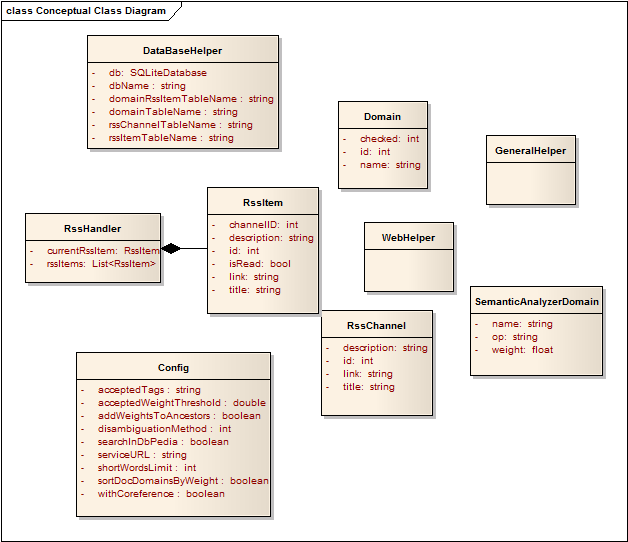 class Conceptual Class Diagram
DataBaseHelper
- db: SQLiteDatabase
- dbName : string
- domainRssItemTableName : string
- domainTableName : string
- rssChannelTableName : string
- rssItemTableName : string
Domain
- checked: int
- id: int
- name: string
GeneralHelper
RssItem
- channelID: int
- description: string
- id: int
- isRead: bool
- link: string
- title: string
RssHandler
- currentRssItem: RssItem
- rssItems: List<RssItem>
WebHelper
SemanticAnalyzerDomain
- name: string
- op: string
- weight: float
RssChannel
- description: string
- id: int
- link: string
- title: string
Config
- acceptedTags : string
- acceptedWeightThreshold : double
- addWeightsToAncestors : boolean
- disambiguationMethod : int
- searchInDbPedia : boolean
- serviceURL : string
- shortWordsLimit : int
- sortDocDomainsByWeight : boolean
- withCoreference : boolean